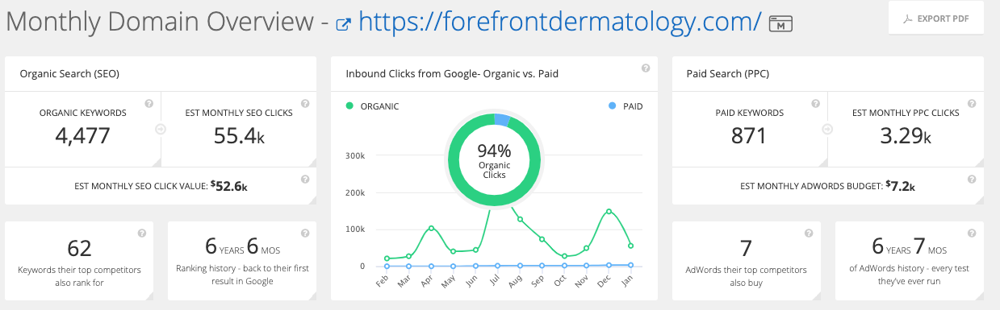 Monthly Domain Overview - https://forefrontdermatology.com/ M
EXPORT PDF
Organic Search (SEO)
ORGANIC KEYWORDS
4,477
EST MONTHLY SEO CLICKS
55.4k
EST MONTHLY SEO CLICK VALUE: $52.6k
62
Keywords their top competitors
also rank for
6 YEARS 6 MOS
Ranking history - back to their first
result in Google
Inbound Clicks from Google- Organic vs. Paid
ORGANIC
PAID
94%
Organic
Clicks
300k
200k
100k
0
Feb
Mar
Apr
May
Jun
Jul
Aug
Sep
Oct
Nov
Dec
Jan
Paid Search (PPC)
PAID KEYWORDS
871
EST MONTHLY PPC CLICKS
3.29k
EST MONTHLY ADWORDS BUDGET: $7.2k
7
AdWords their top competitors
also buy
6 YEARS 7 MOS
of AdWords history - every test
they've ever run